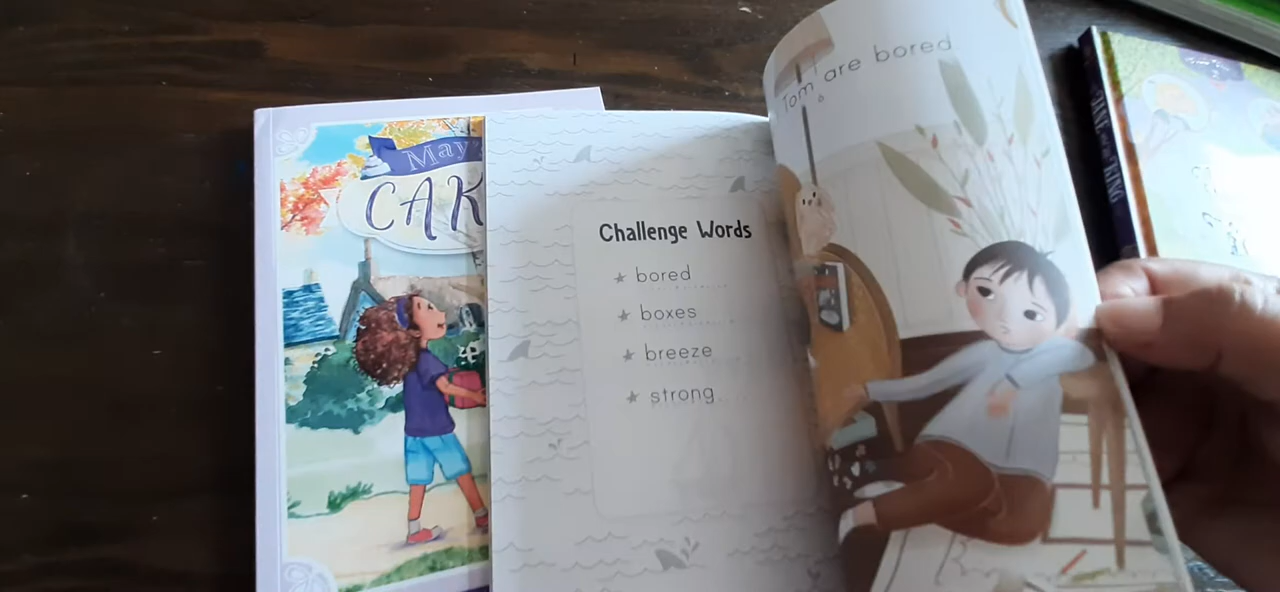 May
CAK
Challenge Words
bored
boxes
breeze
strong
Tom are bored